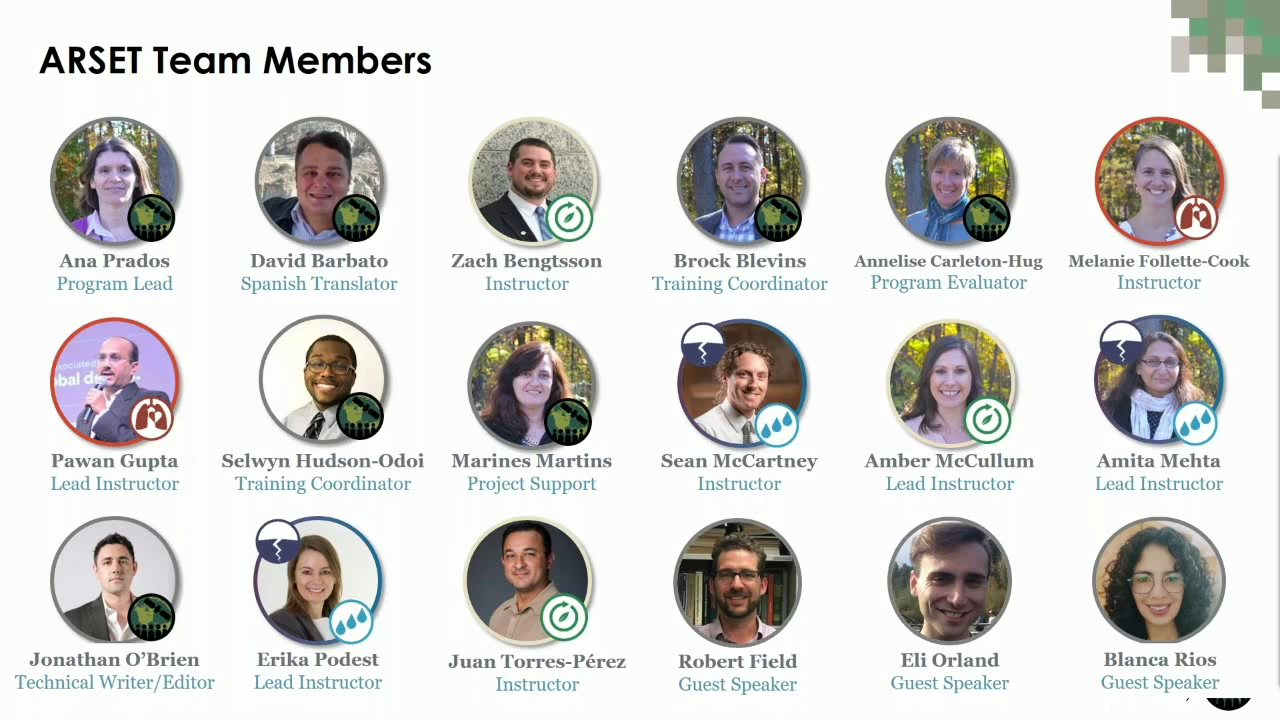 ARSET Team Members
Ana Prados
Program Lead
David Barbato
Spanish Translator
Zach Bengtsson
Instructor
Brock Blevins
Training Coordinator
Annelise Carleton-Hug
Program Evaluator
Melanie Follette-Cook
Instructor
Pawan Gupta
Lead Instructor
Selwyn Hudson-Odoi
Training Coordinator
Marines Martins
Project Support
Sean McCartney
Instructor
Amber McCullum
Lead Instructor
Amita Mehta
Lead Instructor
Jonathan O’Brien
Technical Writer/Editor
Erika Podest
Lead Instructor
Juan Torres-Pérez
Instructor
Robert Field
Guest Speaker
Eli Orland
Guest Speaker
Blanca Rios
Guest Speaker